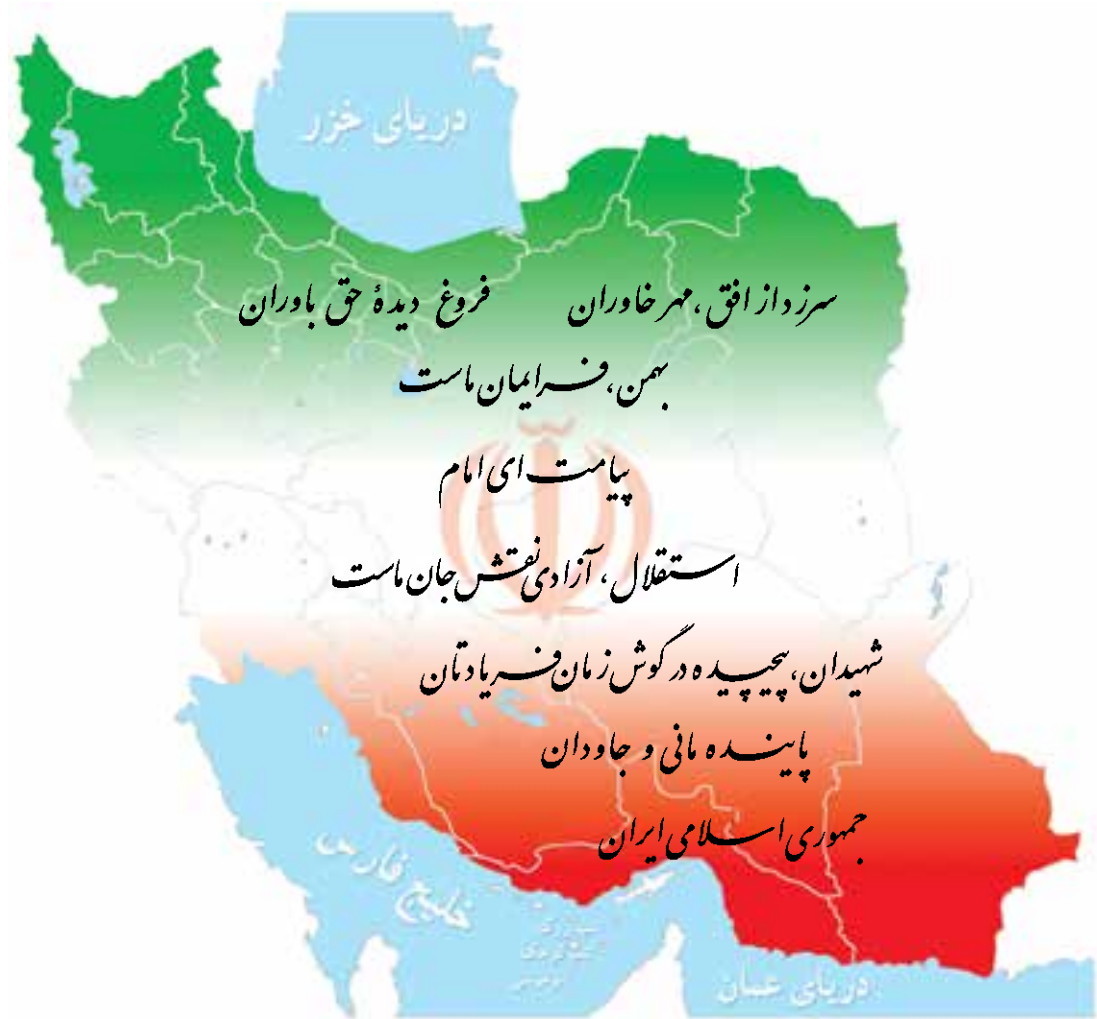 دریای خزر
سرزد از افق، مهر خاوران فروغ دیدهٔ حق باوران
بهمن، فر ایمان ماست
پیامت ای امام
استقلال، آزادی نقش جان ماست
شهیدان، پیچیده در گوش زمان فریادتان
پاینده مانی و جاودان
جمهوری اسلامی ایران
خلیج فارس
دریای عمان